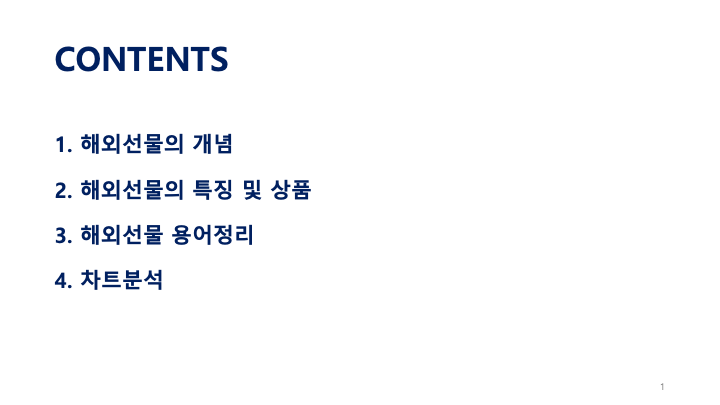 CONTENTS
1. 해외선물의 개념
2. 해외선물의 특징 및 상품
3. 해외선물 용어정리
4. 차트분석
1